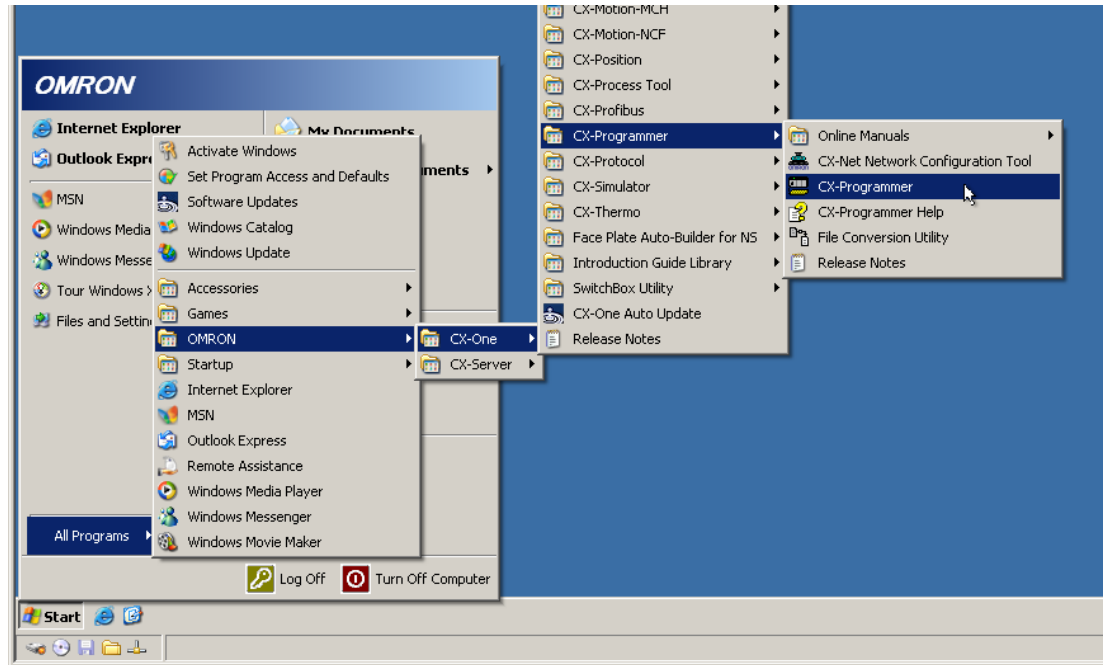 OMRON
Internet Explorer
Outlook Expre
MSN
Windows Media
Windows Messe
Tour Windows
Files and Settin
All Programs
My Documents
uments
Log Off
Turn Off Computer
Start
Activate Windows
Set Program Access and Defaults
Software Updates
Windows Catalog
Windows Update
Accessories
Games
OMRON
Startup
Internet Explorer
MSN
Outlook Express
Remote Assistance
Windows Media Player
Windows Messenger
Windows Movie Maker
CX-One
CX-Server
CX-Motion-MCH
CX-Motion-NCF
CX-Position
CX-Process Tool
CX-Profibus
CX-Programmer
CX-Protocol
CX-Simulator
CX-Thermo
Face Plate Auto-Builder for NS
Introduction Guide Library
SwitchBox Utility
CX-One Auto Update
Release Notes
Online Manuals
CX-Net Network Configuration Tool
CX-Programmer
CX-Programmer Help
File Conversion Utility
Release Notes